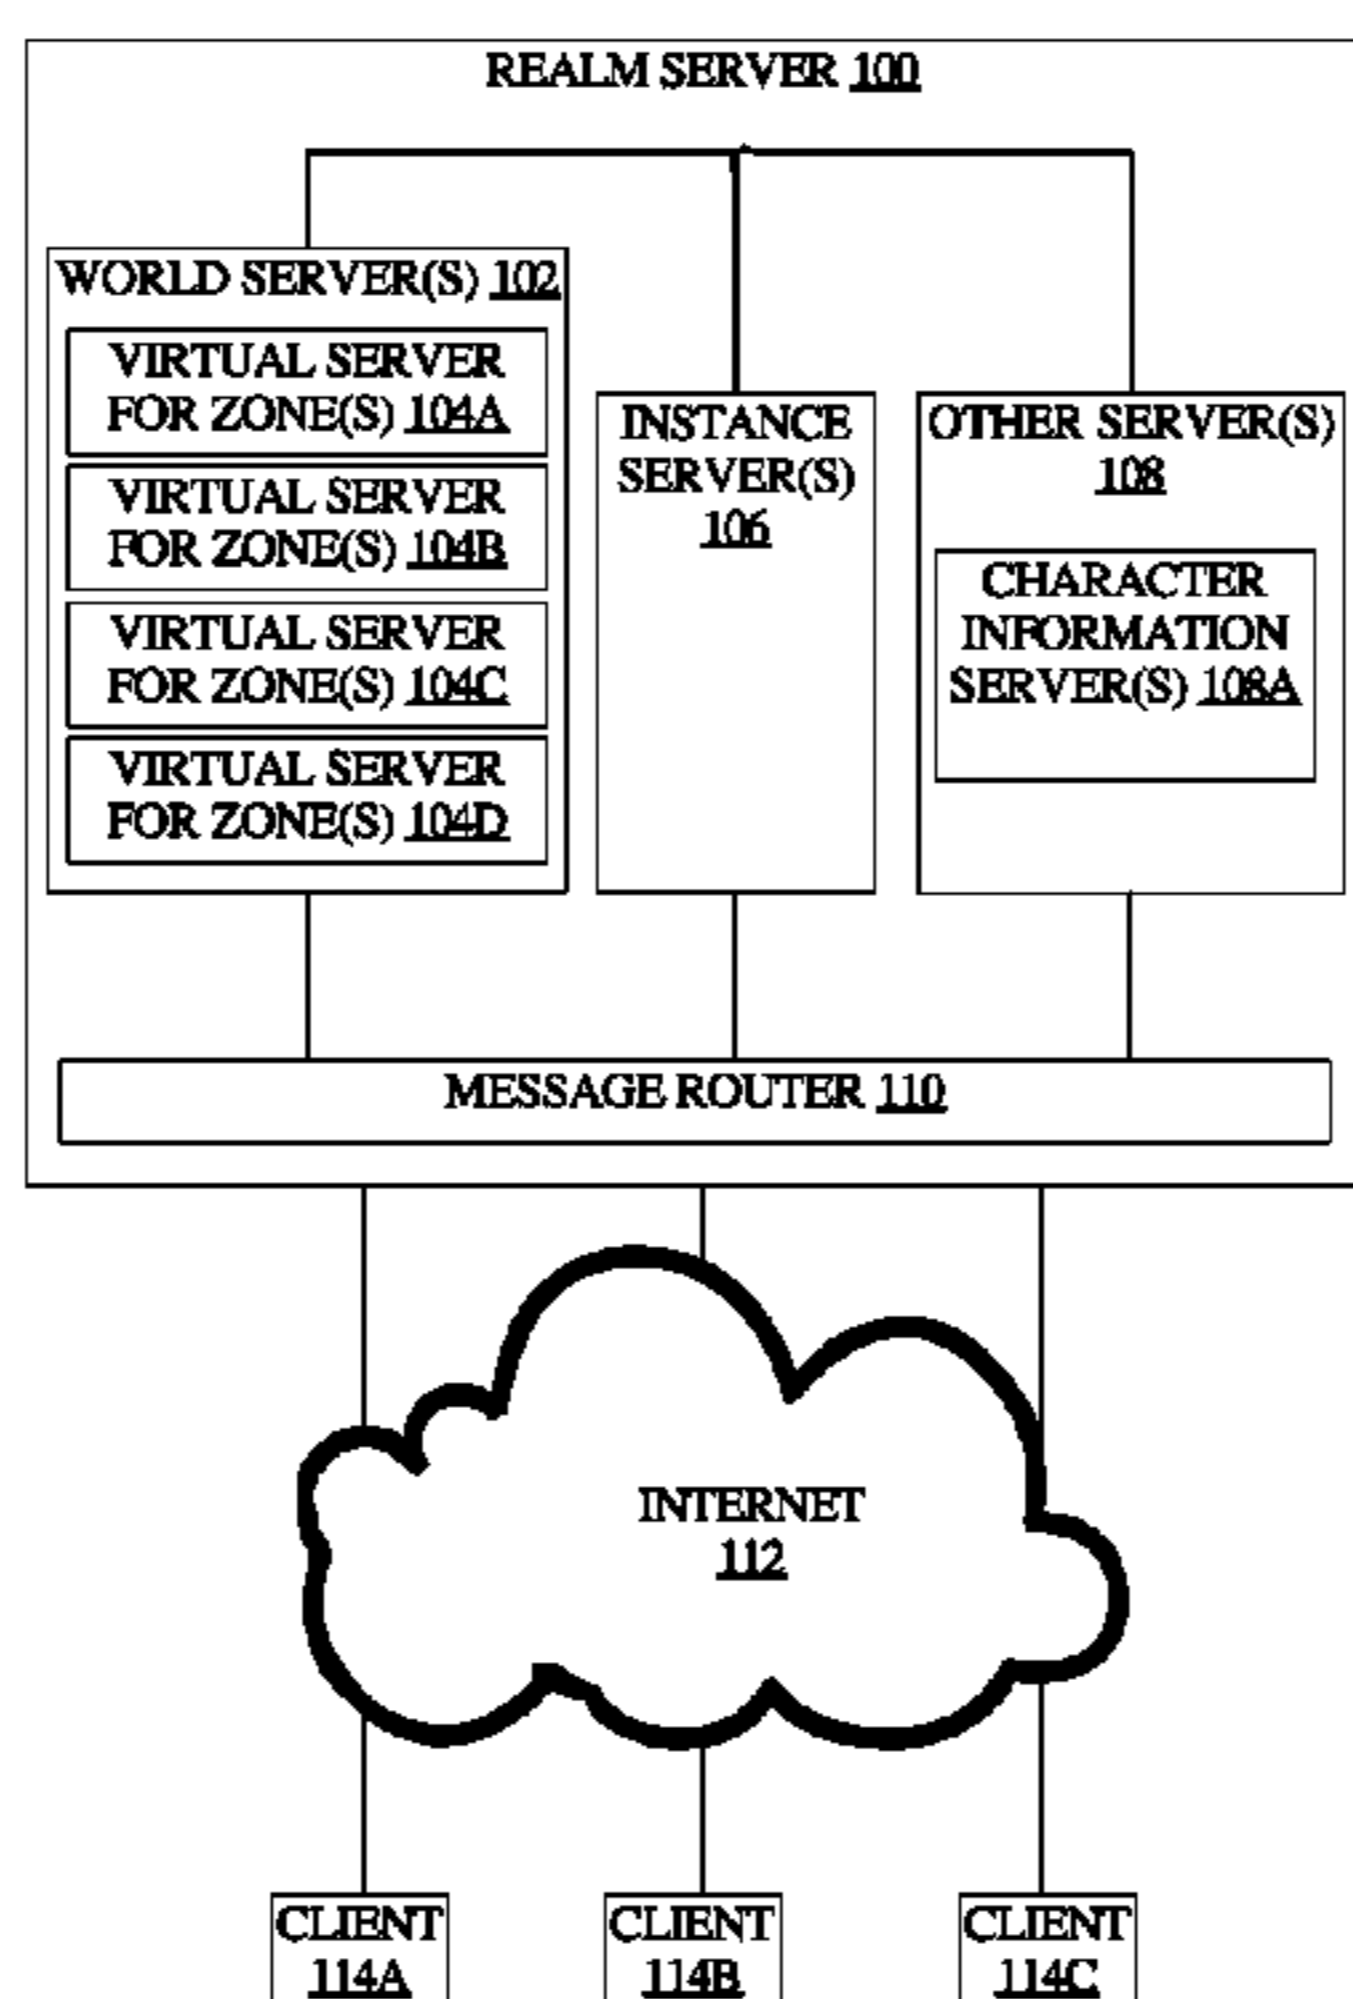 REALM SERVER 100
WORLD SERVER(S) 102
VIRTUAL SERVER
FOR ZONE(S) 104A
VIRTUAL SERVER
FOR ZONE(S) 104B
VIRTUAL SERVER
FOR ZONE(S) 104C
VIRTUAL SERVER
FOR ZONE(S) 104D
INSTANCE
SERVER(S)
106
OTHER SERVER(S)
108
CHARACTER
INFORMATION
SERVER(S) 108A
MESSAGE ROUTER 110
INTERNET
112
CLIENT
114A
CLIENT
114B
CLIENT
114C